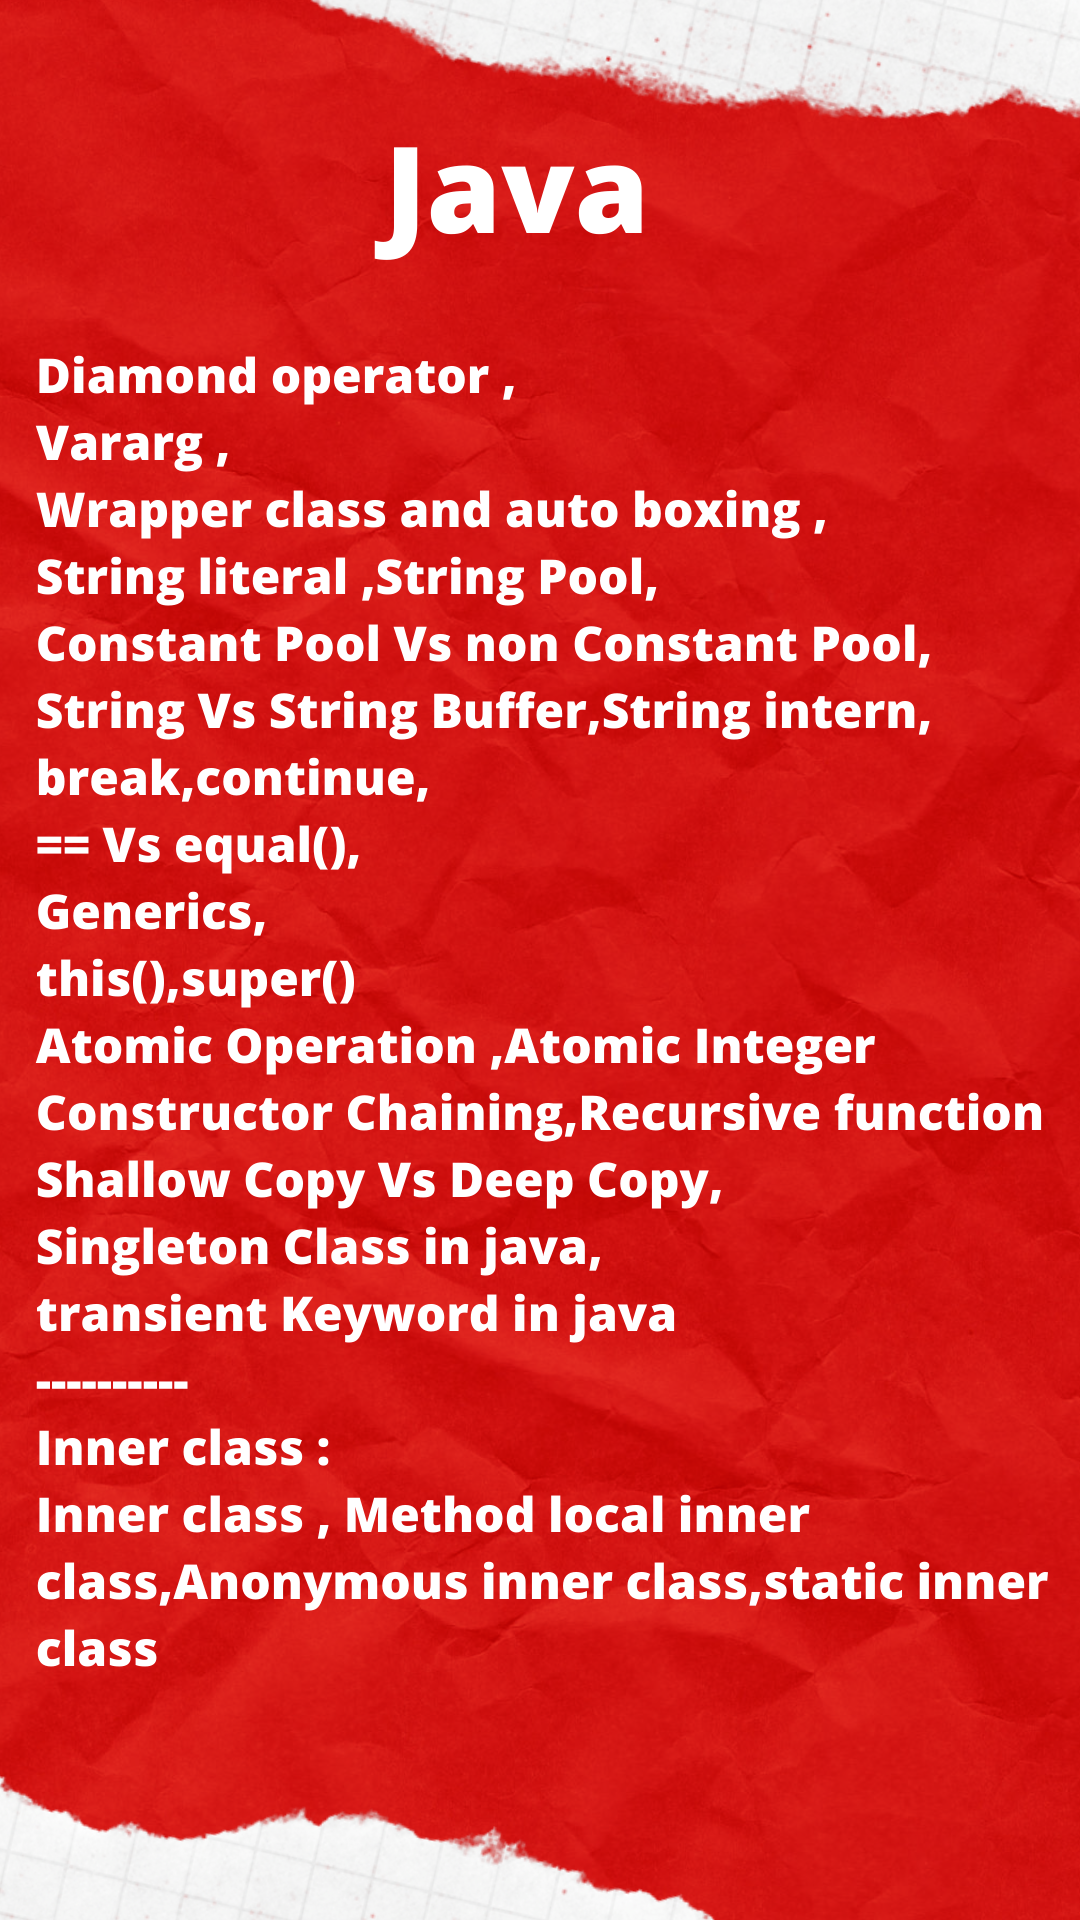 Java
Diamond operator ,
Vararg ,
Wrapper class and auto boxing ,
String literal ,String Pool,
Constant Pool Vs non Constant Pool,
String Vs String Buffer,String intern,
break,continue,
== Vs equal(),
Generics,
this(),super()
Atomic Operation ,Atomic Integer
Constructor Chaining,Recursive function
Shallow Copy Vs Deep Copy,
Singleton Class in java,
transient Keyword in java
----------
Inner class :
Inner class , Method local inner
class,Anonymous inner class,static inner
class